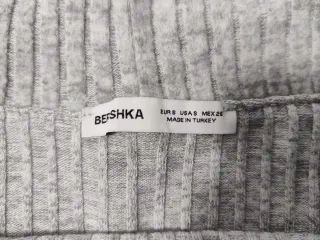 BERSHKA
EUR S USA S MEX 26
MADE IN TURKEY